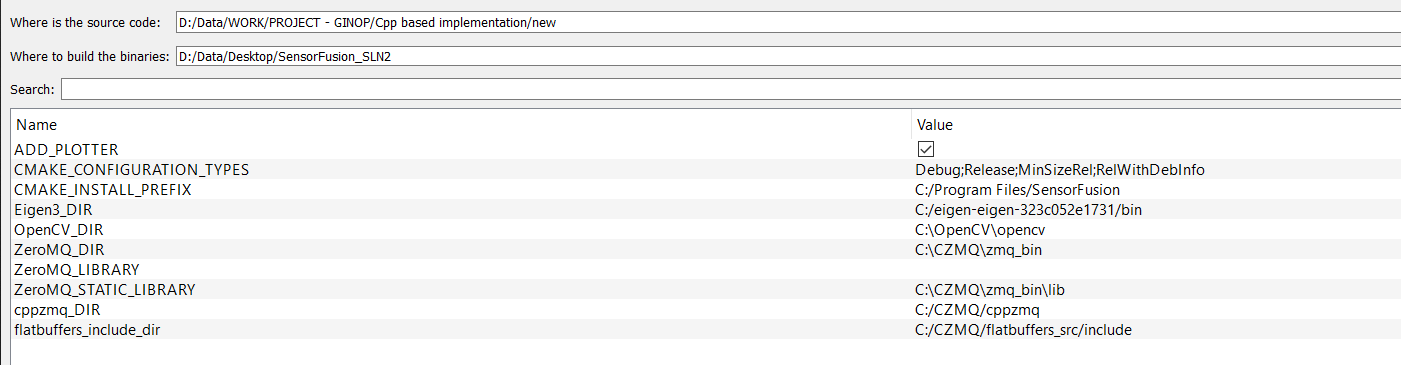 Where is the source code: D:/Data/WORK/PROJECT - GINOP/Cpp based implementation/new
Where to build the binaries: D:/Data/Desktop/SensorFusion_SLN2
Search:
Name Value
ADD_PLOTTER
CMAKE_CONFIGURATION_TYPES Debug;Release;MinSizeRel;RelWithDebInfo
CMAKE_INSTALL_PREFIX C:/Program Files/SensorFusion
Eigen3_DIR C:/eigen-eigen-323c052e1731/bin
OpenCV_DIR C:\OpenCV\opencv
ZeroMQ_DIR C:\CZMQ\zmq_bin
ZeroMQ_LIBRARY
ZeroMQ_STATIC_LIBRARY C:\CZMQ\zmq_bin\lib
cppzmq_DIR C:/CZMQ/cppzmq
flatbuffers_include_dir C:/CZMQ/flatbuffers_src/include